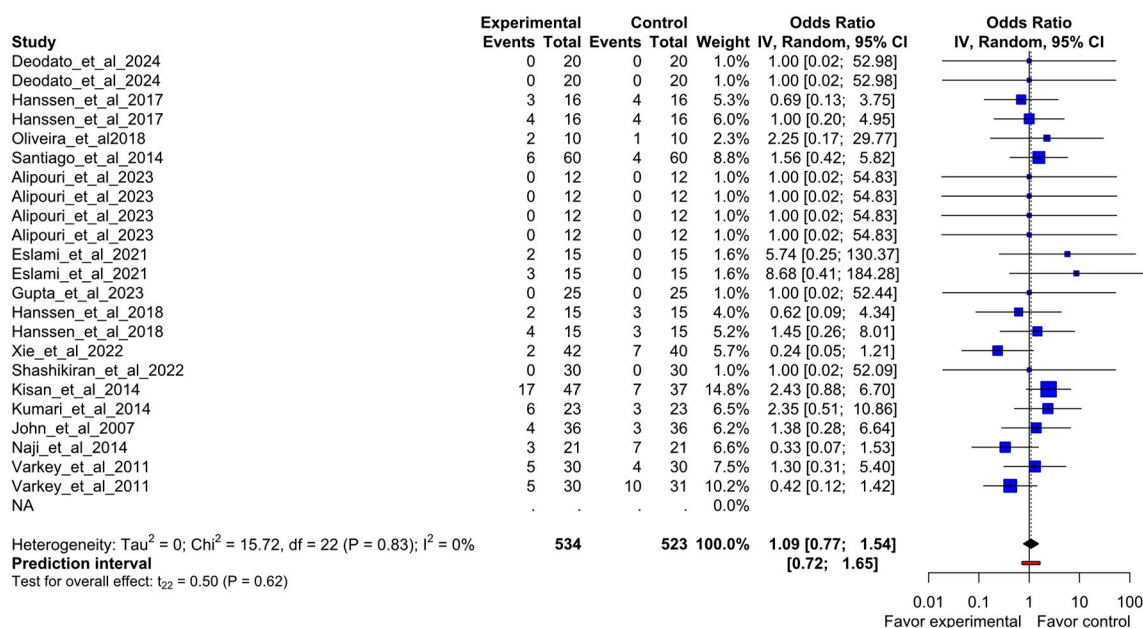 Experimental Control Odds Ratio Odds Ratio
Study Events Total Events Total Weight IV, Random, 95% CI IV, Random, 95% CI
Deodato_et_al_2024 0 20 0 20 1.0% 1.00 [0.02; 52.98]
Deodato_et_al_2024 0 20 0 20 1.0% 1.00 [0.02; 52.98]
Hanssen_et_al_2017 3 16 4 16 5.3% 0.69 [0.13; 3.75]
Hanssen_et_al_2017 4 16 4 16 6.0% 1.00 [0.20; 4.95]
Oliveira_et_al2018 2 10 1 10 2.3% 2.25 [0.17; 29.77]
Santiago_et_al_2014 6 60 4 60 8.8% 1.56 [0.42; 5.82]
Alipouri_et_al_2023 0 12 0 12 1.0% 1.00 [0.02; 54.83]
Alipouri_et_al_2023 0 12 0 12 1.0% 1.00 [0.02; 54.83]
Alipouri_et_al_2023 0 12 0 12 1.0% 1.00 [0.02; 54.83]
Alipouri_et_al_2023 0 12 0 12 1.0% 1.00 [0.02; 54.83]
Eslami_et_al_2021 2 15 0 15 1.6% 5.74 [0.25; 130.37]
Eslami_et_al_2021 3 15 0 15 1.6% 8.68 [0.41; 184.28]
Gupta_et_al_2023 0 25 0 25 1.0% 1.00 [0.02; 52.44]
Hanssen_et_al_2018 2 15 3 15 4.0% 0.62 [0.09; 4.34]
Hanssen_et_al_2018 4 15 3 15 5.2% 1.45 [0.26; 8.01]
Xie_et_al_2022 2 42 7 40 5.7% 0.24 [0.05; 1.21]
Shashikiran_et_al_2022 0 30 0 30 1.0% 1.00 [0.02; 52.09]
Kisan_et_al_2014 17 47 7 37 14.8% 2.43 [0.88; 6.70]
Kumari_et_al_2014 6 23 3 23 6.5% 2.35 [0.51; 10.86]
John_et_al_2007 4 36 3 36 6.2% 1.38 [0.28; 6.64]
Naji_et_al_2014 3 21 7 21 6.6% 0.33 [0.07; 1.53]
Varkey_et_al_2011 5 30 4 30 7.5% 1.30 [0.31; 5.40]
Varkey_et_al_2011 5 30 10 31 10.2% 0.42 [0.12; 1.42]
NA . . . . 0.0%
Heterogeneity: Tau² = 0; Chi² = 15.72, df = 22 (P = 0.83); I² = 0% 534 523 100.0% 1.09 [0.77; 1.54]
Prediction interval [0.72; 1.65]
Test for overall effect: t₂₂ = 0.50 (P = 0.62)
0.01 0.1 1 10 100
Favor experimental Favor control